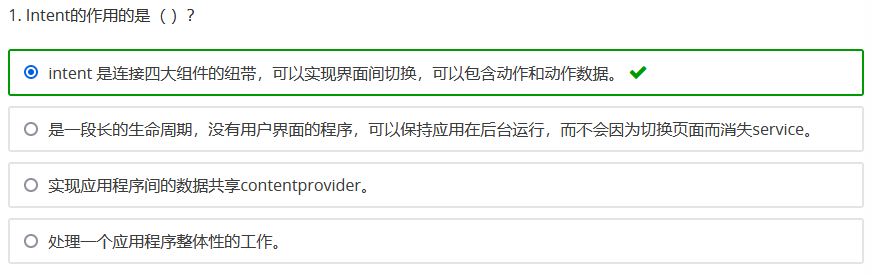 1. Intent的作用的是（ ）?
intent 是连接四大组件的纽带，可以实现界面间切换，可以包含动作和动作数据。
是一段长的生命周期，没有用户界面的程序，可以保持应用在后台运行，而不会因为切换页面而消失service。
实现应用程序间的数据共享contentprovider。
处理一个应用程序整体性的工作。